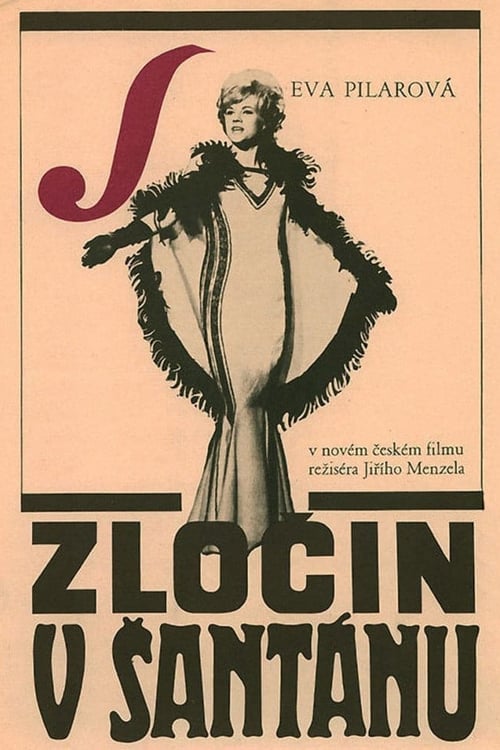 EVA PILAROVÁ
v novém českém filmu
režiséra Jiřího Menzela
ZLOČIN
V ŠANTÁNU